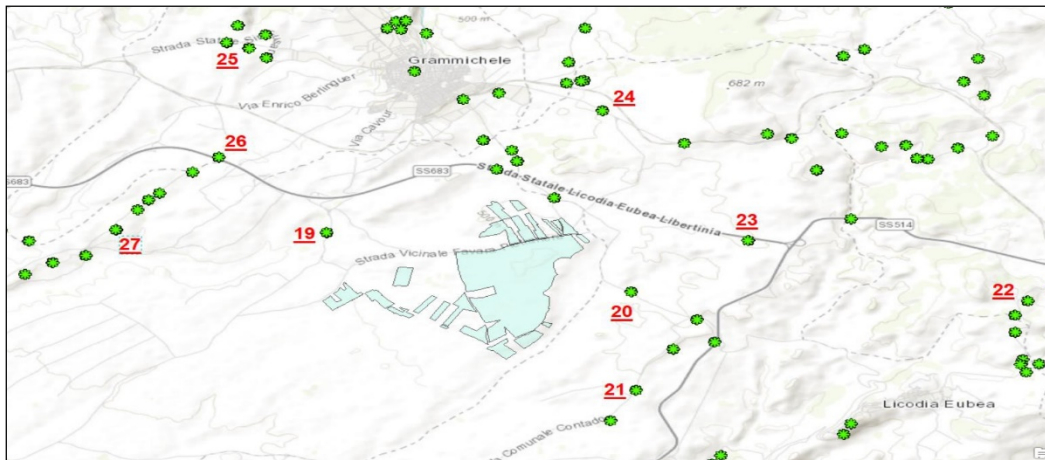 500 m
Strada Statale
25
Grammichele
Via Enrico Berlinguer
682 m
24
Via Cavour
26
SS683
SS683
Strada Statale Licodia Eubea Libertinia
19
23
SS514
Strada Vicinale Favara
27
22
20
21
Licodia Eubea
Comunale Contado